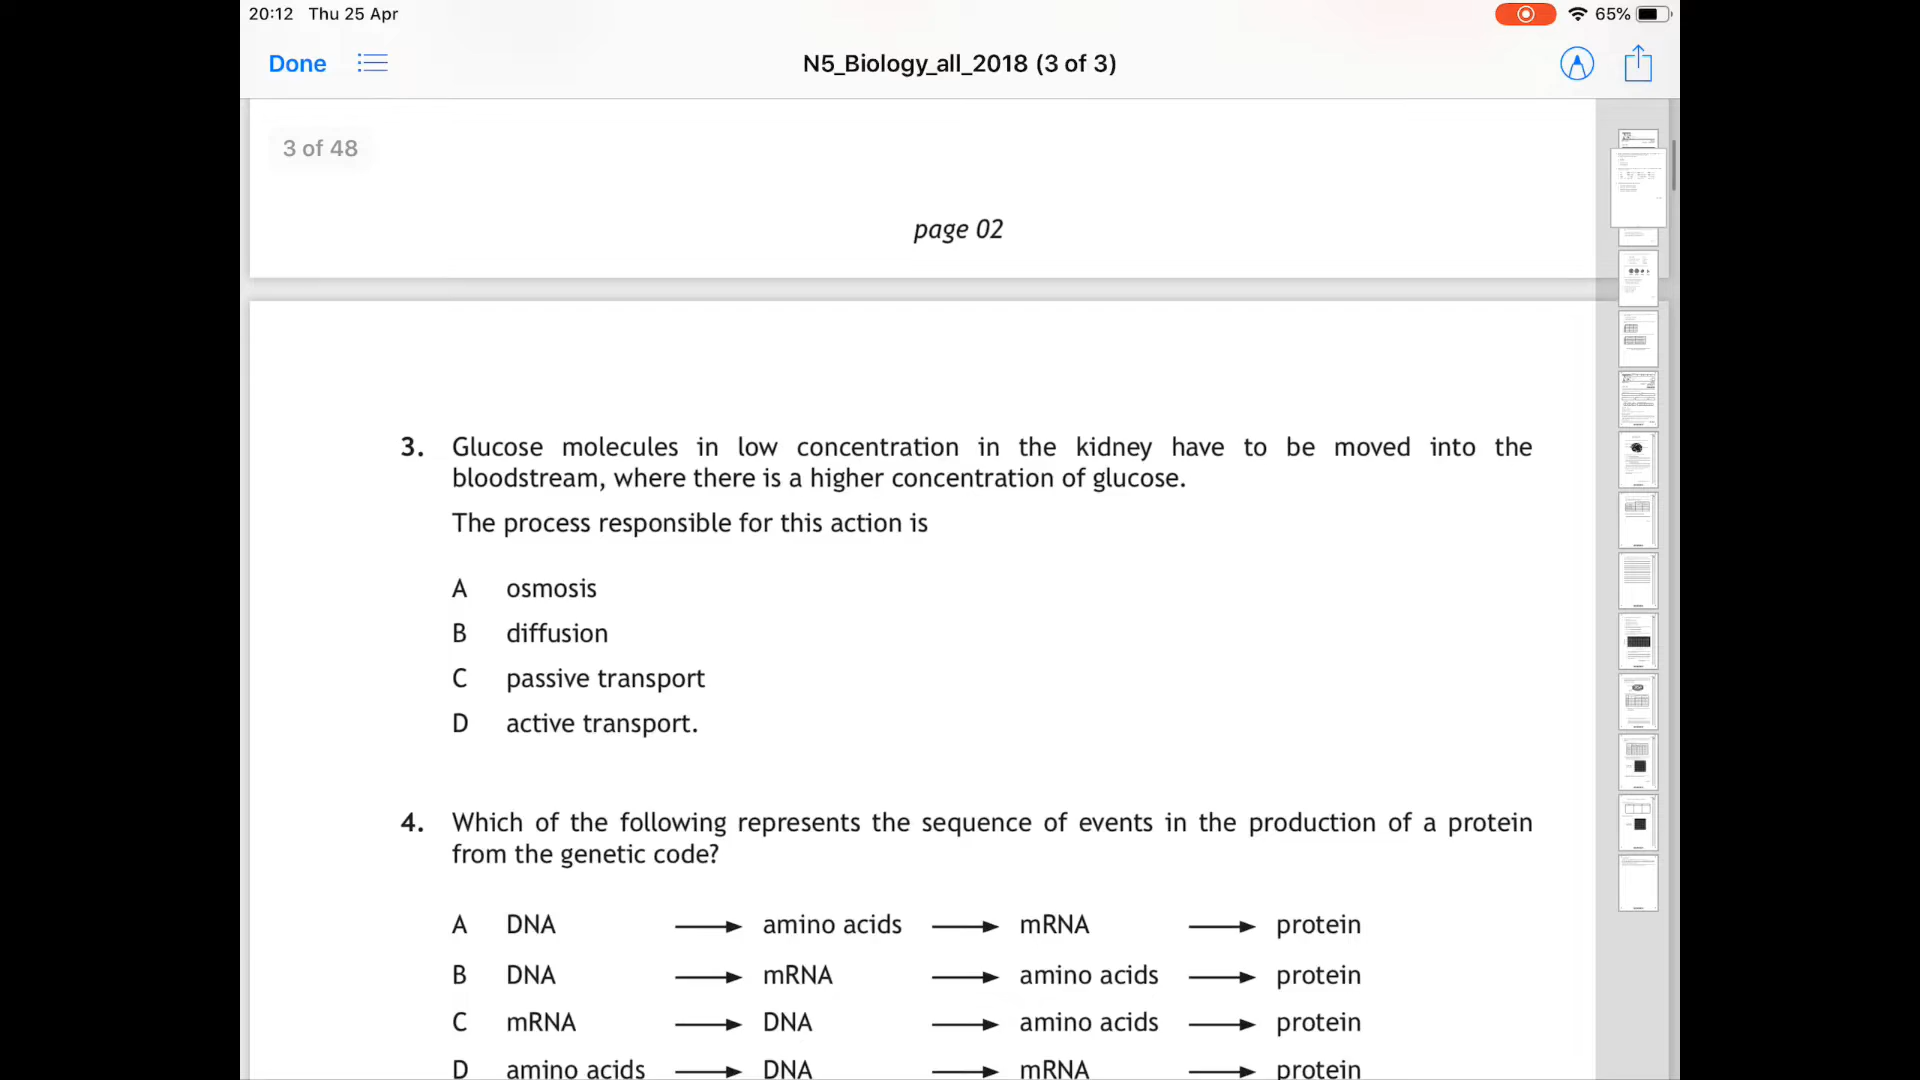 20:12 Thu 25 Apr
65%
Done
N5_Biology_all_2018 (3 of 3)
3 of 48
page 02
3. Glucose molecules in low concentration in the kidney have to be moved into the
bloodstream, where there is a higher concentration of glucose.
The process responsible for this action is
A osmosis
B diffusion
C passive transport
D active transport.
4. Which of the following represents the sequence of events in the production of a protein
from the genetic code?
A DNA → amino acids → mRNA → protein
B DNA → mRNA → amino acids → protein
C mRNA → DNA → amino acids → protein
D amino acids → DNA → mRNA → protein